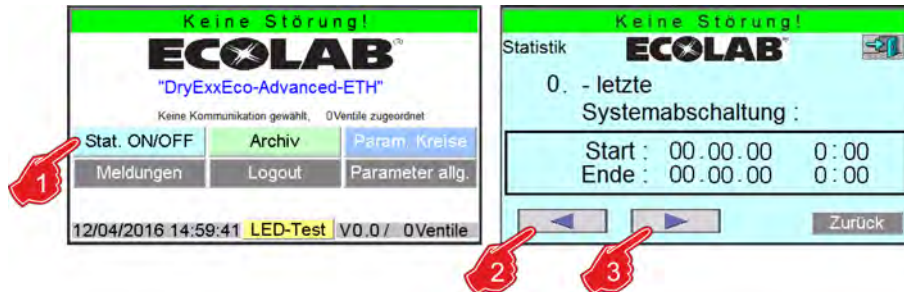 Keine Störung!
ECOLAB®
"DryExxEco-Advanced-ETH"
Keine Kommunikation gewählt, 0Ventile zugeordnet
Stat. ON/OFF Archiv Param. Kreise
1
Meldungen Logout Parameter allg.
12/04/2016 14:59:41 LED-Test V0.0 / 0Ventile
Keine Störung!
Statistik ECOLAB®
0. - letzte
Systemabschaltung :
Start : 00.00.00 0:00
Ende : 00.00.00 0:00
Zurück
2
3